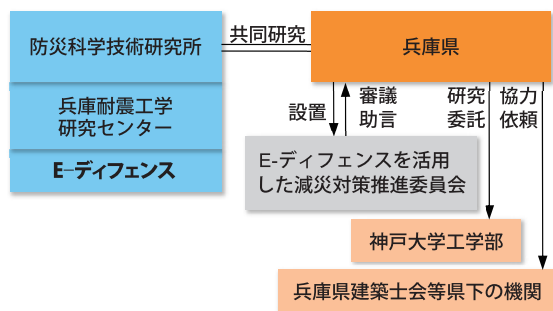 防災科学技術研究所
共同研究
兵庫県
兵庫耐震工学
研究センター
E-ディフェンス
設置
審議
助言
研究
委託
協力
依頼
E-ディフェンスを活用
した減災対策推進委員会
神戸大学工学部
兵庫県建築士会等県下の機関